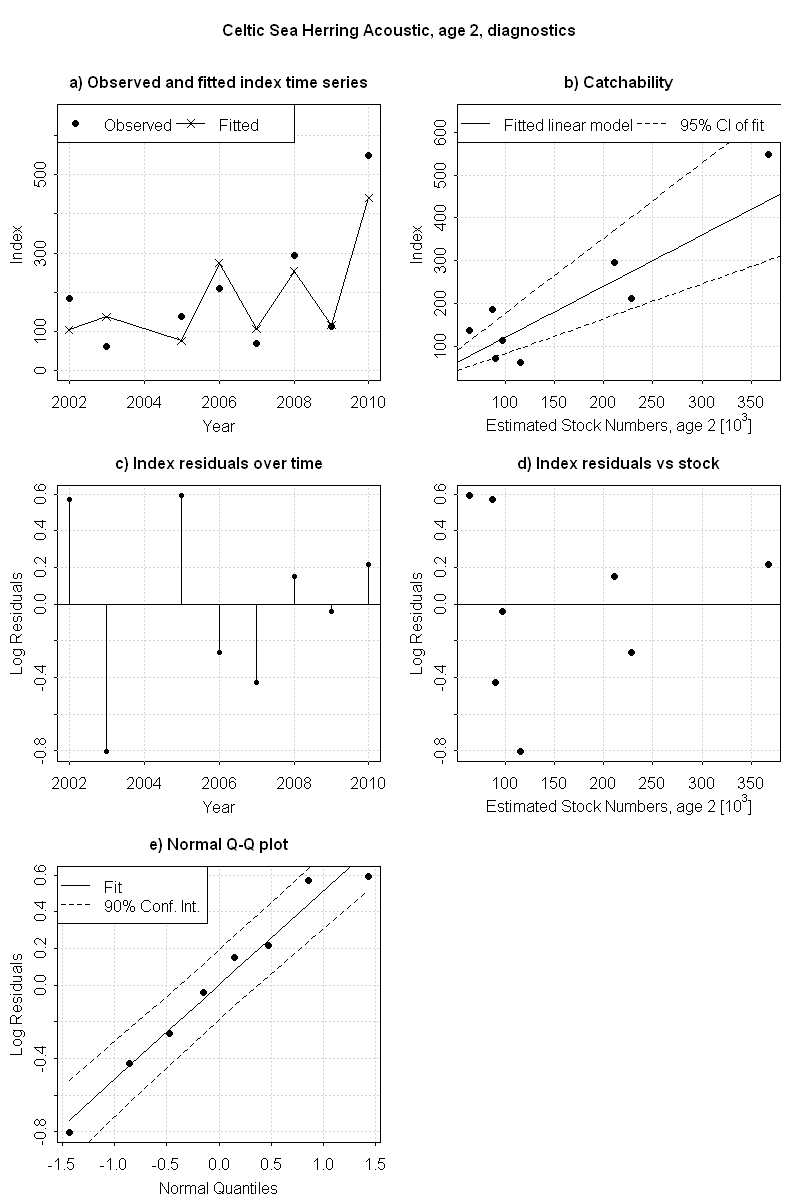 Celtic Sea Herring Acoustic, age 2, diagnostics
a) Observed and fitted index time series
Observed Fitted
Index
0 100 300 500
2002 2004 2006 2008 2010
Year
b) Catchability
Fitted linear model 95% CI of fit
Index
100 200 300 400 500 600
100 150 200 250 300 350
Estimated Stock Numbers, age 2 [10³]
c) Index residuals over time
Log Residuals
-0.8 -0.4 0.0 0.2 0.4 0.6
2002 2004 2006 2008 2010
Year
d) Index residuals vs stock
Log Residuals
-0.8 -0.4 0.0 0.2 0.4 0.6
100 150 200 250 300 350
Estimated Stock Numbers, age 2 [10³]
e) Normal Q-Q plot
Fit
90% Conf. Int.
Log Residuals
-0.8 -0.4 0.0 0.2 0.4 0.6
-1.5 -1.0 -0.5 0.0 0.5 1.0 1.5
Normal Quantiles